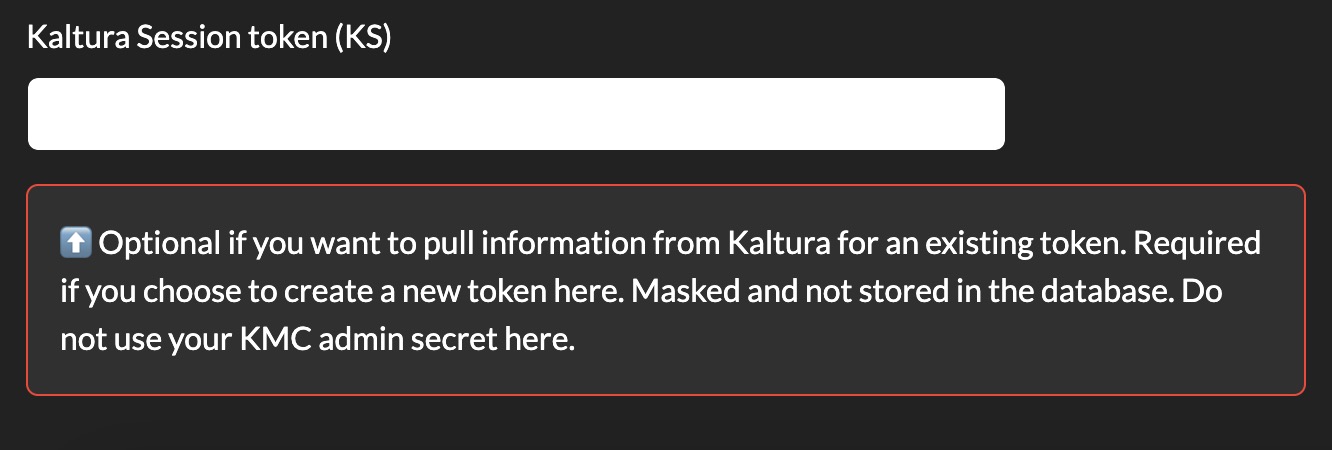 Kaltura Session token (KS)
⬆️ Optional if you want to pull information from Kaltura for an existing token. Required
if you choose to create a new token here. Masked and not stored in the database. Do
not use your KMC admin secret here.